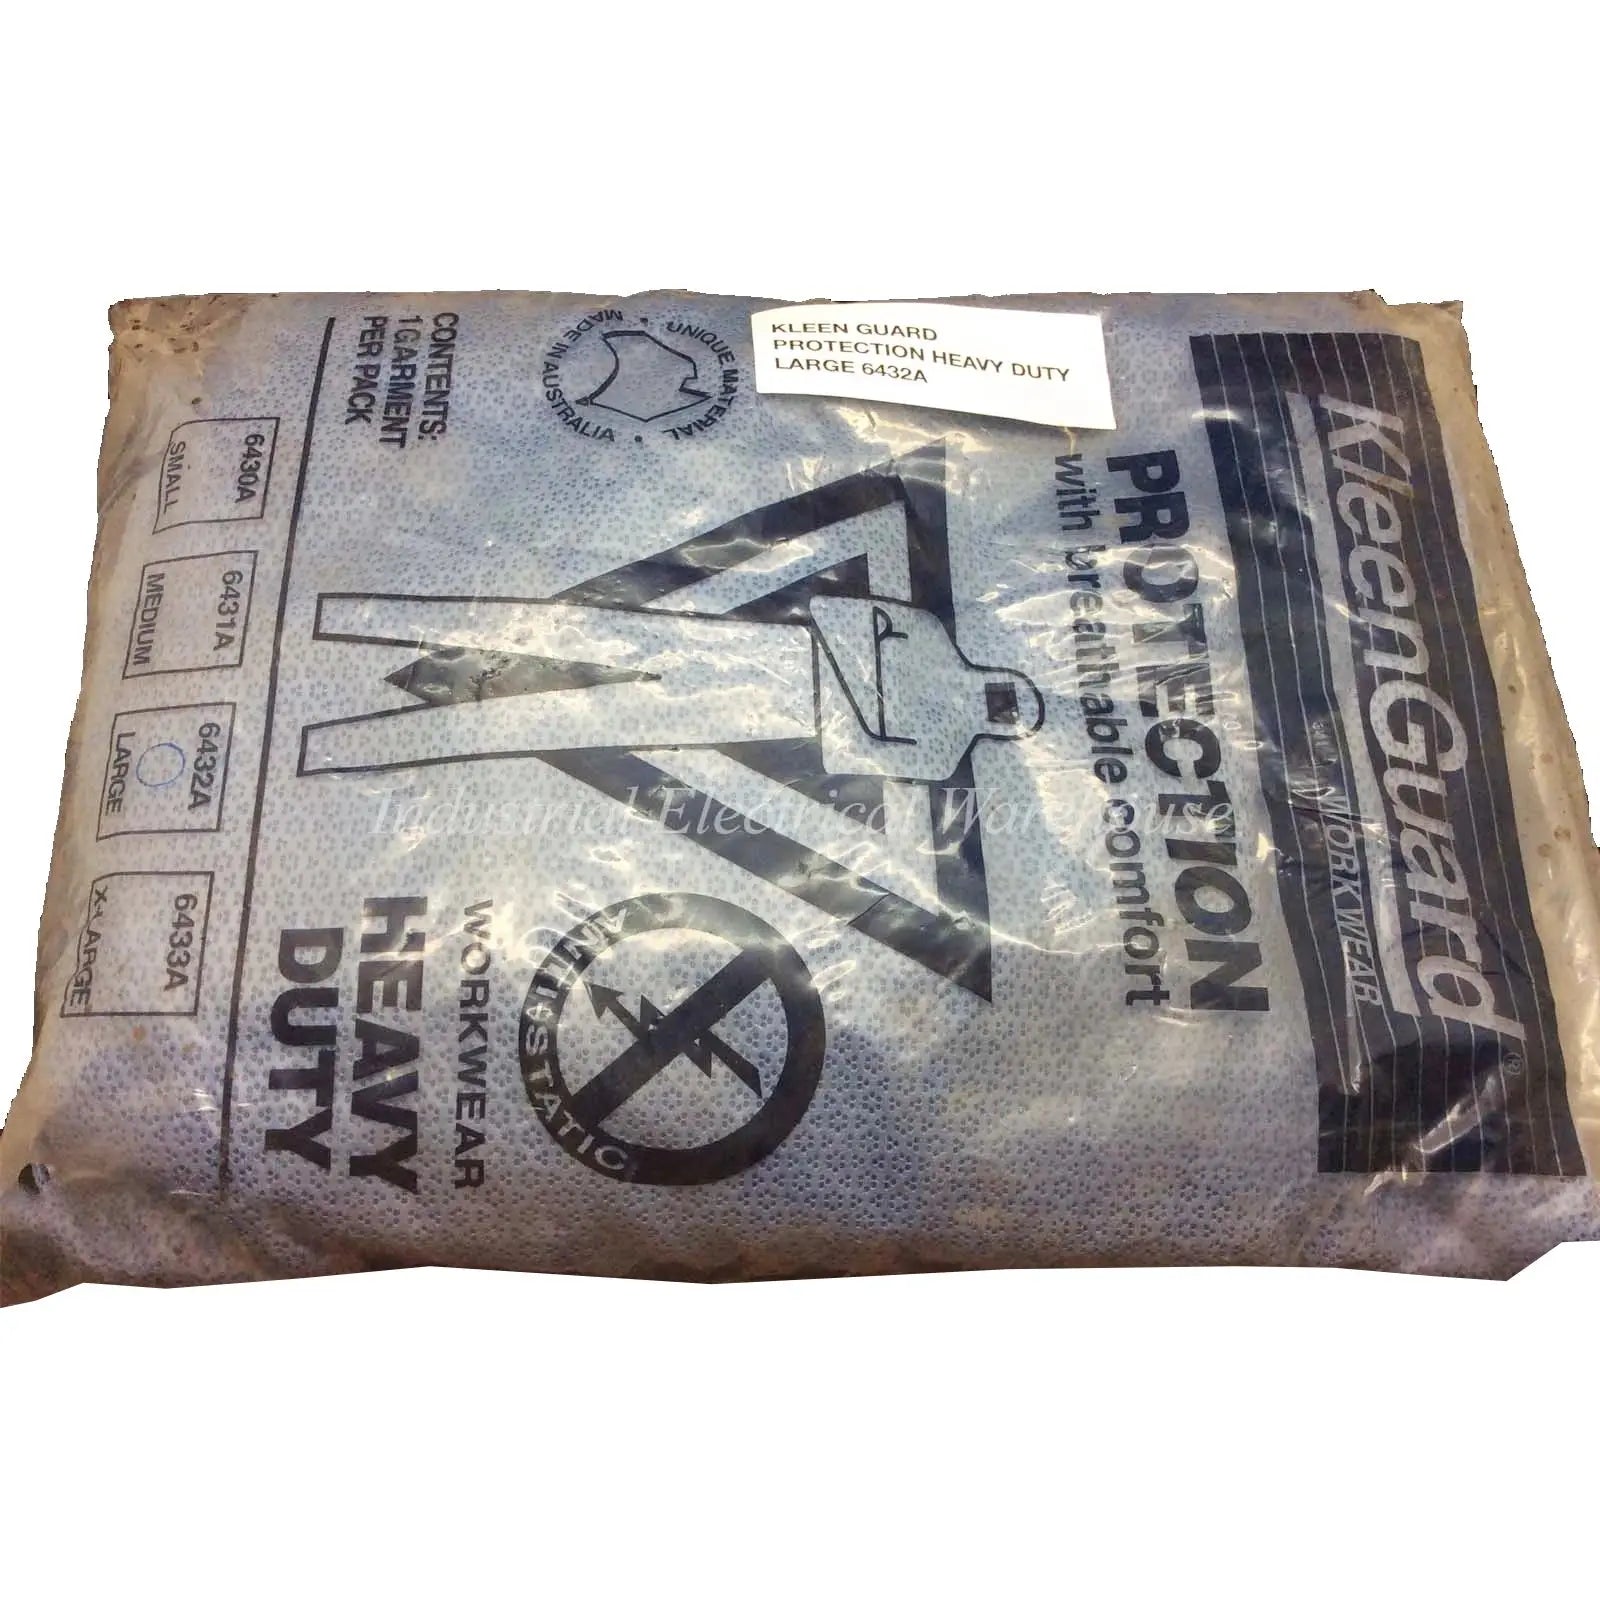 KLEEN GUARD
PROTECTION HEAVY DUTY
LARGE 6432A
KleenGuard®
WORKWEAR
PROTECTION
with breathable comfort
UNIQUE MATERIAL • MADE IN AUSTRALIA •
Industrial Electrical Warehouse
STATIC
WORKWEAR
HEAVY
DUTY
CONTENTS:
1 GARMENT
PER PACK
6430A
SMALL
6431A
MEDIUM
6432A
LARGE
6433A
X-LARGE